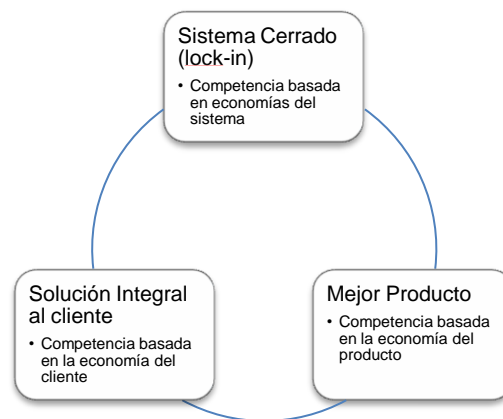 Sistema Cerrado
(lock-in)
• Competencia basada
en economías del
sistema
Solución Integral
al cliente
• Competencia basada
en la economía del
cliente
Mejor Producto
• Competencia basada
en la economía del
producto